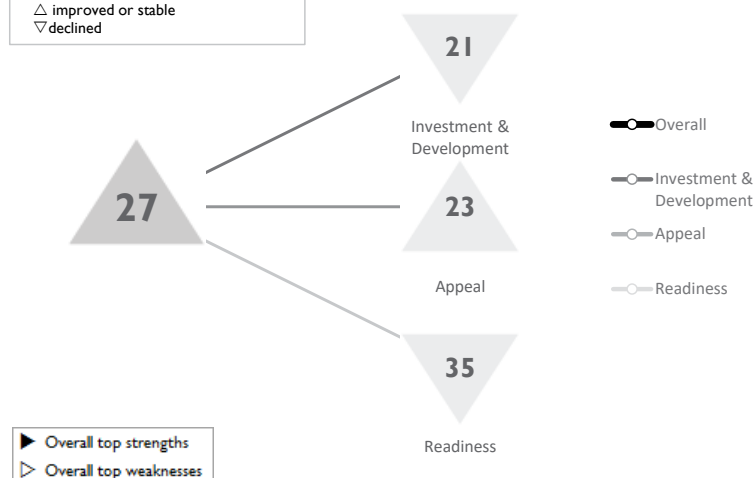 △ improved or stable
▽ declined
21
Investment &
Development
27
23
Appeal
35
Readiness
Overall
Investment &
Development
Appeal
Readiness
▶ Overall top strengths
▷ Overall top weaknesses